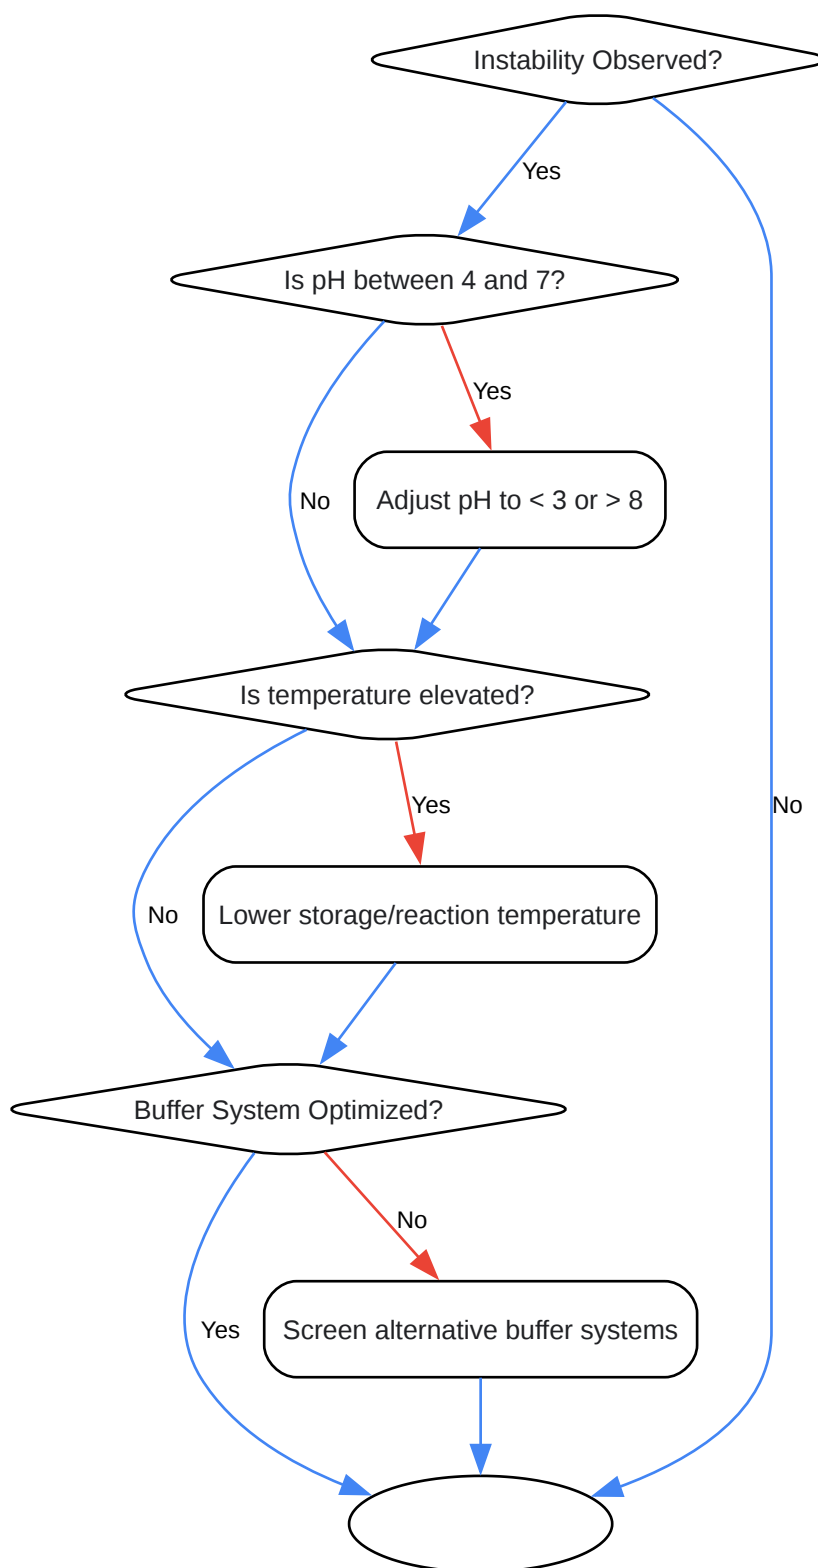 Instability Observed?
Yes
Is pH between 4 and 7?
Yes
No
Adjust pH to < 3 or > 8
Is temperature elevated?
Yes
No
No
Lower storage/reaction temperature
Buffer System Optimized?
No
Yes
Screen alternative buffer systems